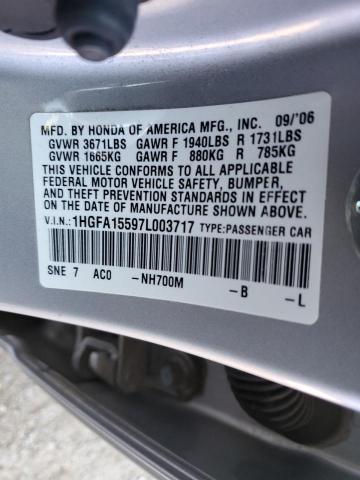 MFD. BY HONDA OF AMERICA MFG., INC. 09/'06
GVWR 3671LBS GAWR F 1940LBS R 1731LBS
GVWR 1665KG GAWR F 880KG R 785KG
THIS VEHICLE CONFORMS TO ALL APPLICABLE
FEDERAL MOTOR VEHICLE SAFETY, BUMPER,
AND THEFT PREVENTION STANDARDS IN EFFECT
ON THE DATE OF MANUFACTURE SHOWN ABOVE.
V.I.N.:1HGFA15597L003717 TYPE:PASSENGER CAR
SNE 7 AC0 -NH700M -B -L